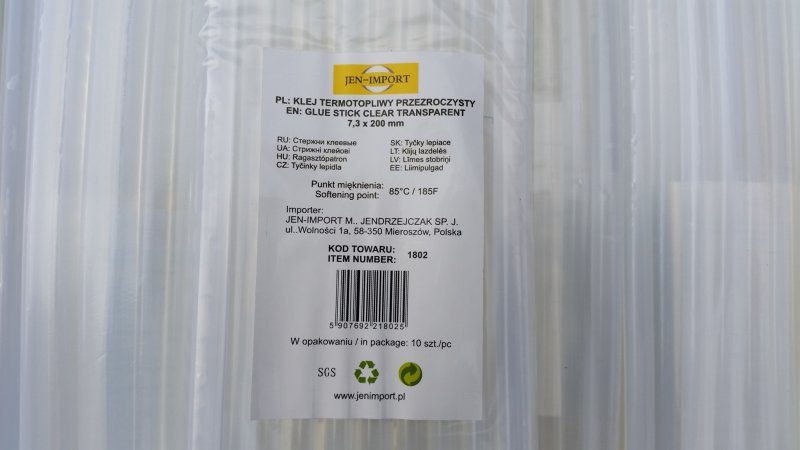 JEN-IMPORT
PL: KLEJ TERMOTOPLIWY PRZEZROCZYSTY
EN: GLUE STICK CLEAR TRANSPARENT
7,3 x 200 mm
RU: Стержни клеевые
UA: Стрижні клейові
HU: Ragasztópatron
CZ: Tyčinky lepidla
SK: Tyčky lepiace
LT: Klijų lazdelės
LV: Līmes stobriņi
EE: Liimipulgad
Punkt mięknienia:
Softening point: 85°C / 185F
Importer:
JEN-IMPORT M.. JENDRZEJCZAK SP. J.
ul..Wolności 1a, 58-350 Mieroszów, Polska
KOD TOWARU:
ITEM NUMBER: 1802
5 907692 218025
W opakowaniu / in package: 10 szt./pc
SGS
www.jenimport.pl